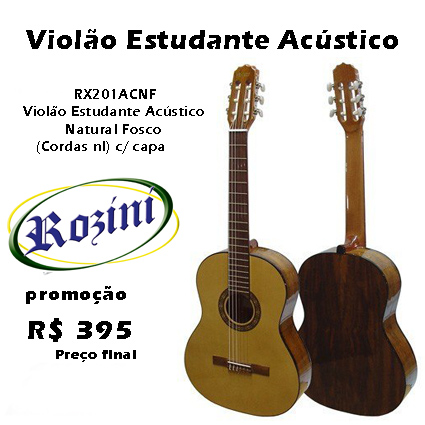 Violão Estudante Acústico
RX201ACNF
Violão Estudante Acústico
Natural Fosco
(Cordas nl) c/ capa
Rozini
promoção
R$ 395
Preço final